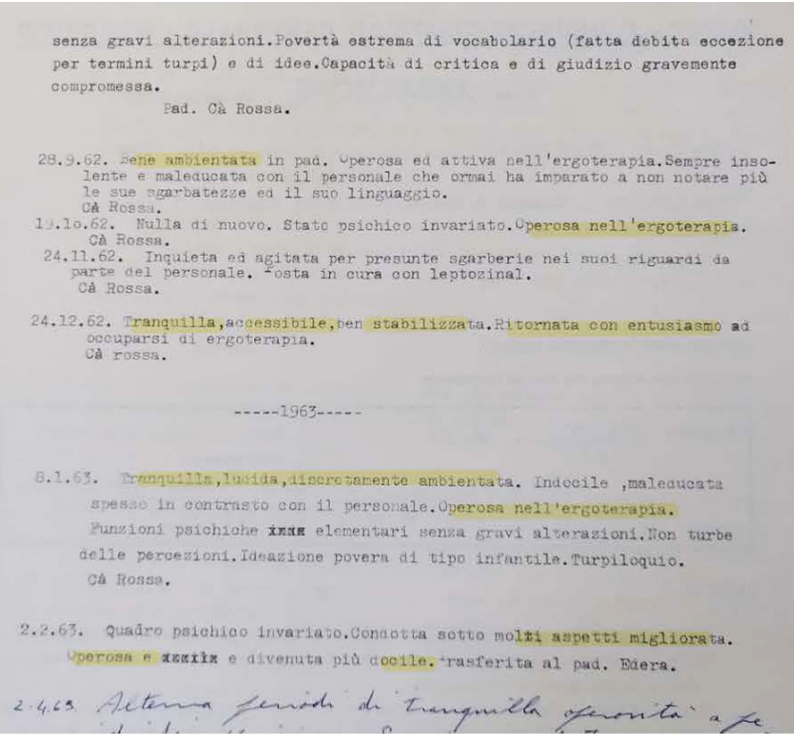 senza gravi alterazioni.Povertà estrema di vocabolario (fatta debita eccezione
per termini turpi) e di idee.Capacità di critica e di giudizio gravemente
compromessa.
Pad. Cà Rossa.
28.9.62. Bene ambientata in pad. Operosa ed attiva nell'ergoterapia.Sempre inso-
lente e maleducata con il personale che ormai ha imparato a non notare più
le sue sgarbatezze ed il suo linguaggio.
Cà Rossa.
19.10.62. Nulla di nuovo. Stato psichico invariato.Operosa nell'ergoterapia.
Cà Rossa.
24.11.62. Inquieta ed agitata per presunte sgarberie nei suoi riguardi da
parte del personale. Posta in cura con leptozinal.
Cà Rossa.
24.12.62. Tranquilla,accessibile,ben stabilizzata.Ritornata con entusiasmo ad
occuparsi di ergoterapia.
Cà rossa.
-----1963-----
8.1.63. Tranquilla,lucida,discretamente ambientata. Indocile ,maleducata
spesso in contrasto con il personale.Operosa nell'ergoterapia.
Funzioni psichiche elementari senza gravi alterazioni.Non turbe
delle percezioni.Ideazione povera di tipo infantile.Turpiloquio.
Cà Rossa.
2.2.63. Quadro psichico invariato.Condotta sotto molti aspetti migliorata.
Operosa e e divenuta più docile.Trasferita al pad. Edera.
2.4.63 Alterna periodi di tranquilla operosità a pe-